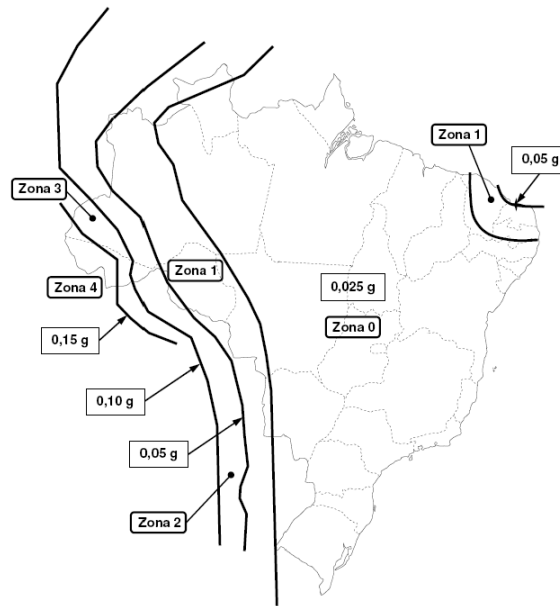 Zona 1
0,05 g
Zona 3
Zona 1
Zona 4
0,025 g
Zona 0
0,15 g
0,10 g
0,05 g
Zona 2